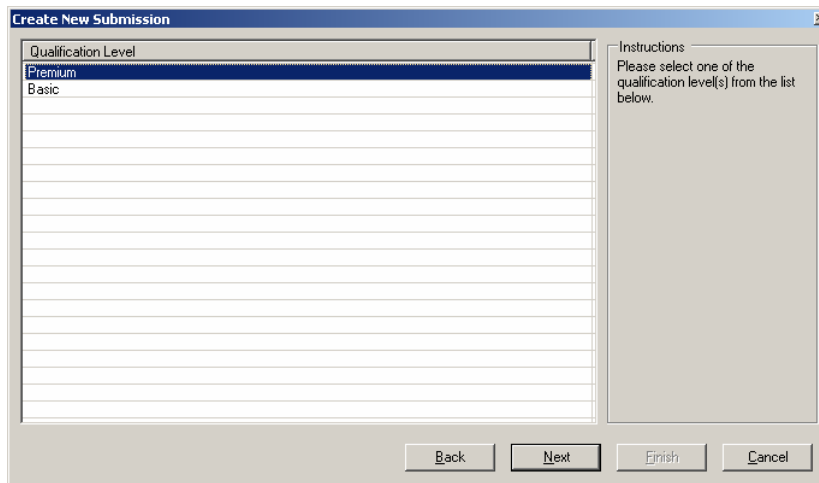 Create New Submission
Qualification Level
Premium
Basic
Instructions
Please select one of the
qualification level(s) from the list
below.
Back
Next
Finish
Cancel